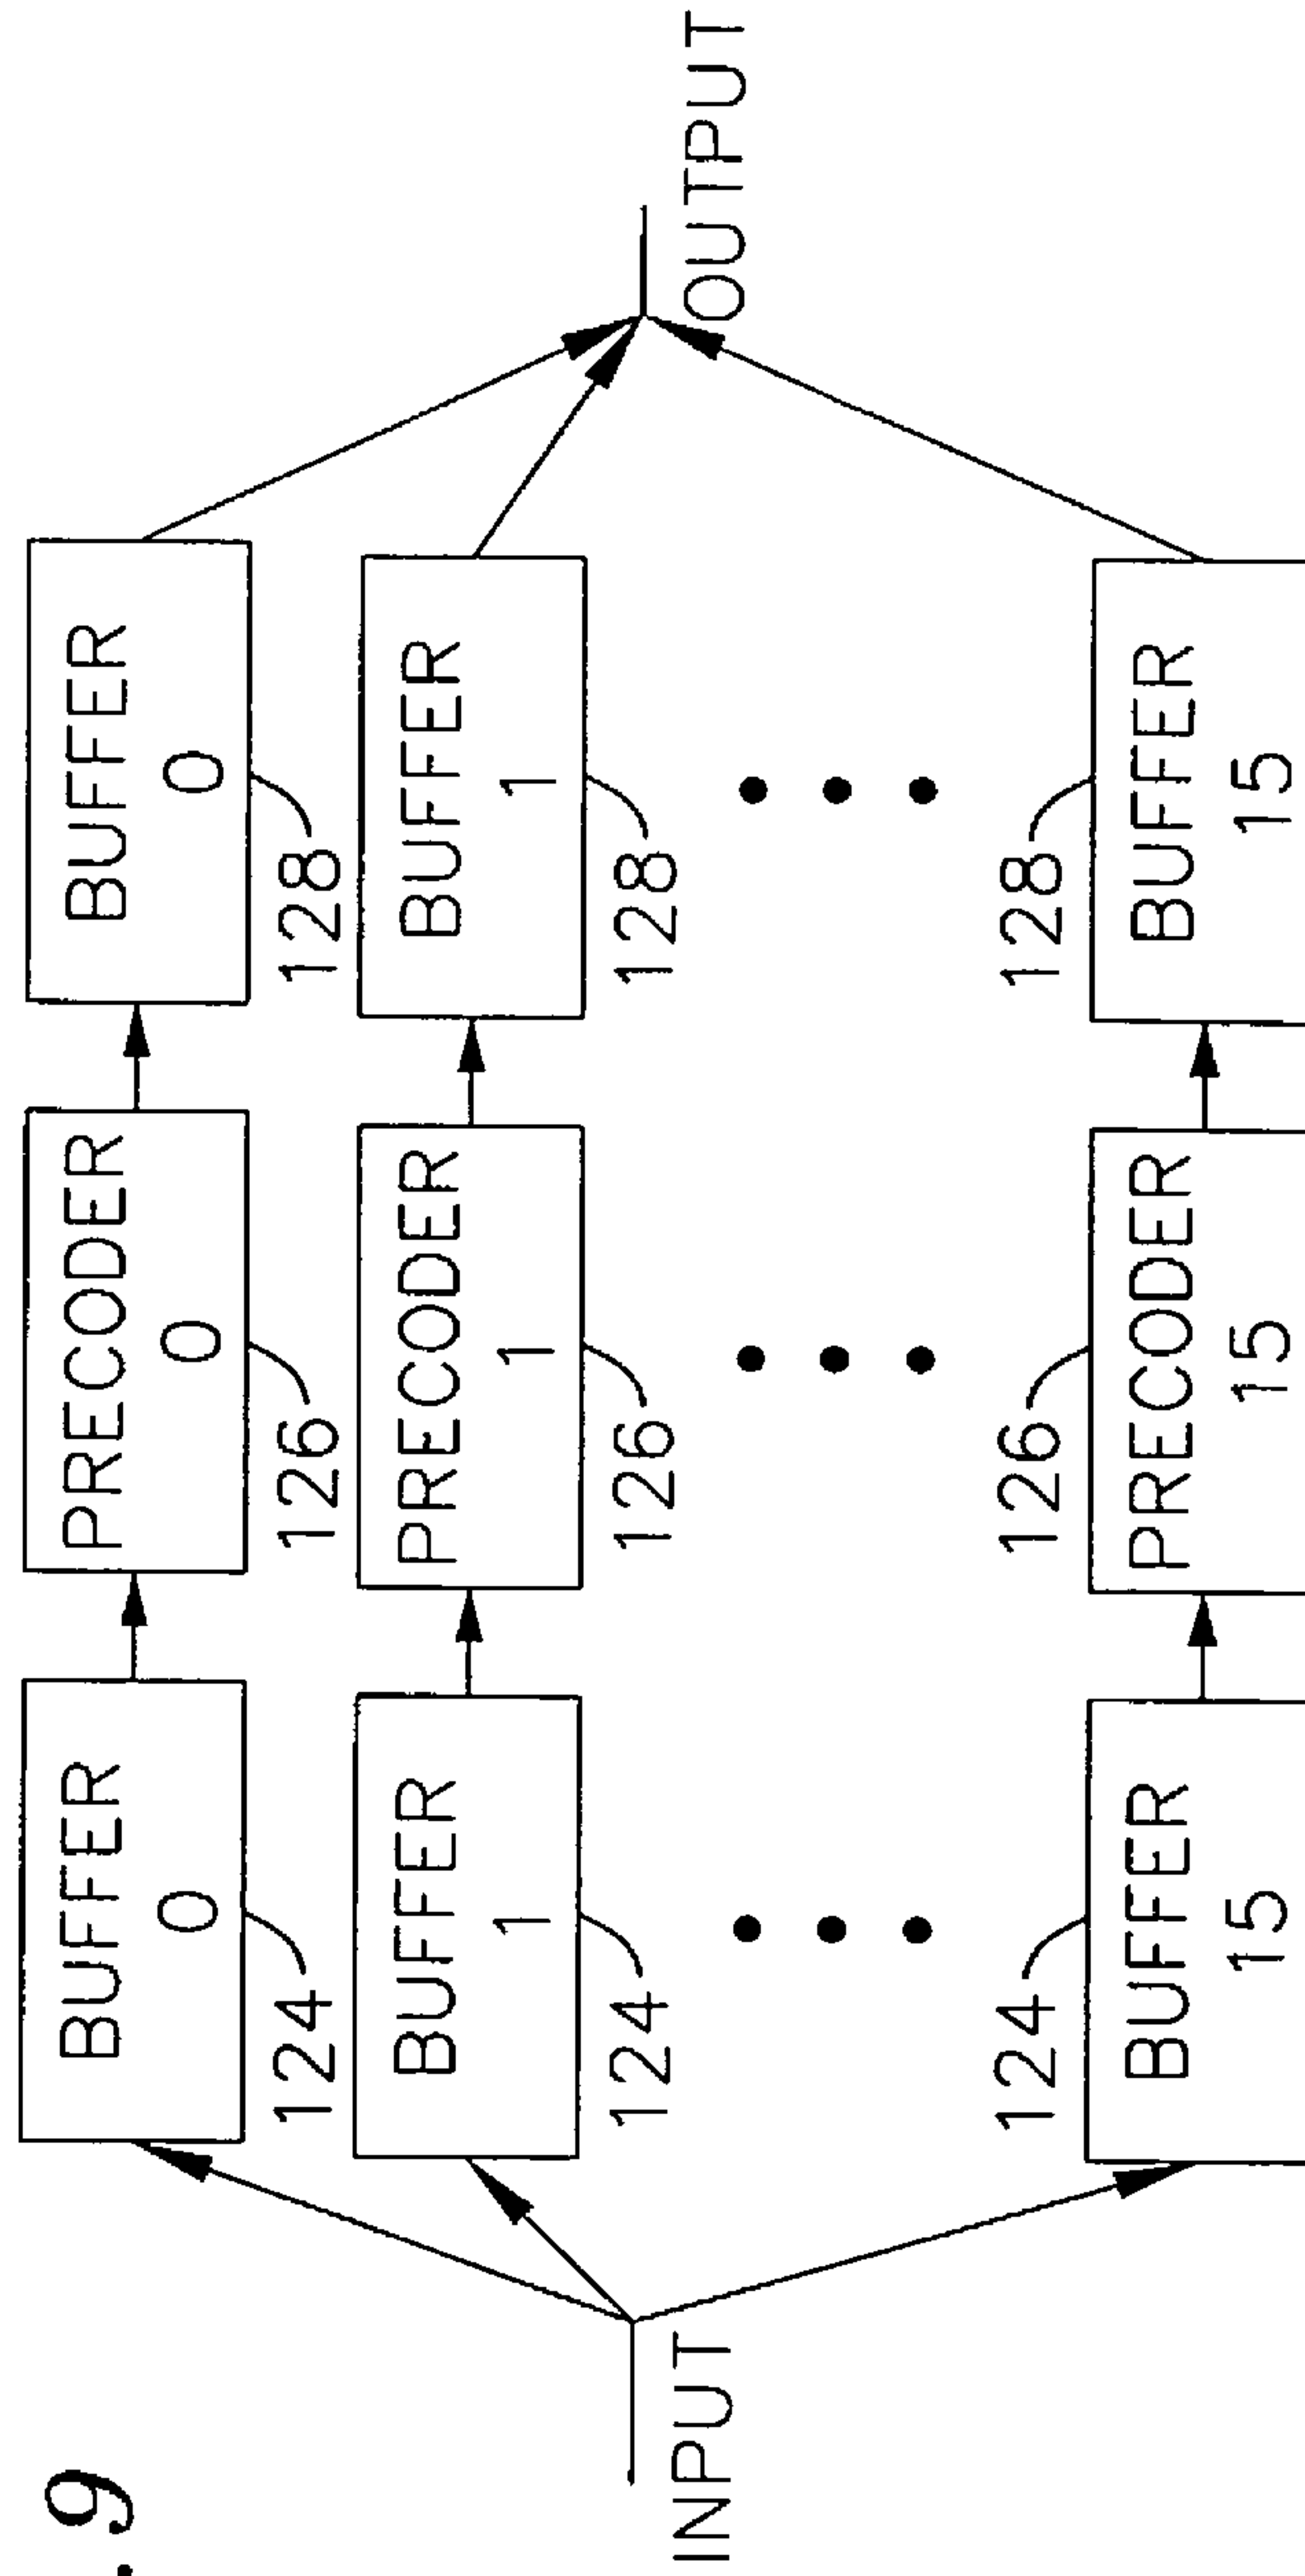 . 9
INPUT
BUFFER
0
124
PRECODER
0
126
BUFFER
0
128
BUFFER
1
124
PRECODER
1
126
BUFFER
1
128
124
BUFFER
15
126
PRECODER
15
128
BUFFER
15
OUTPUT